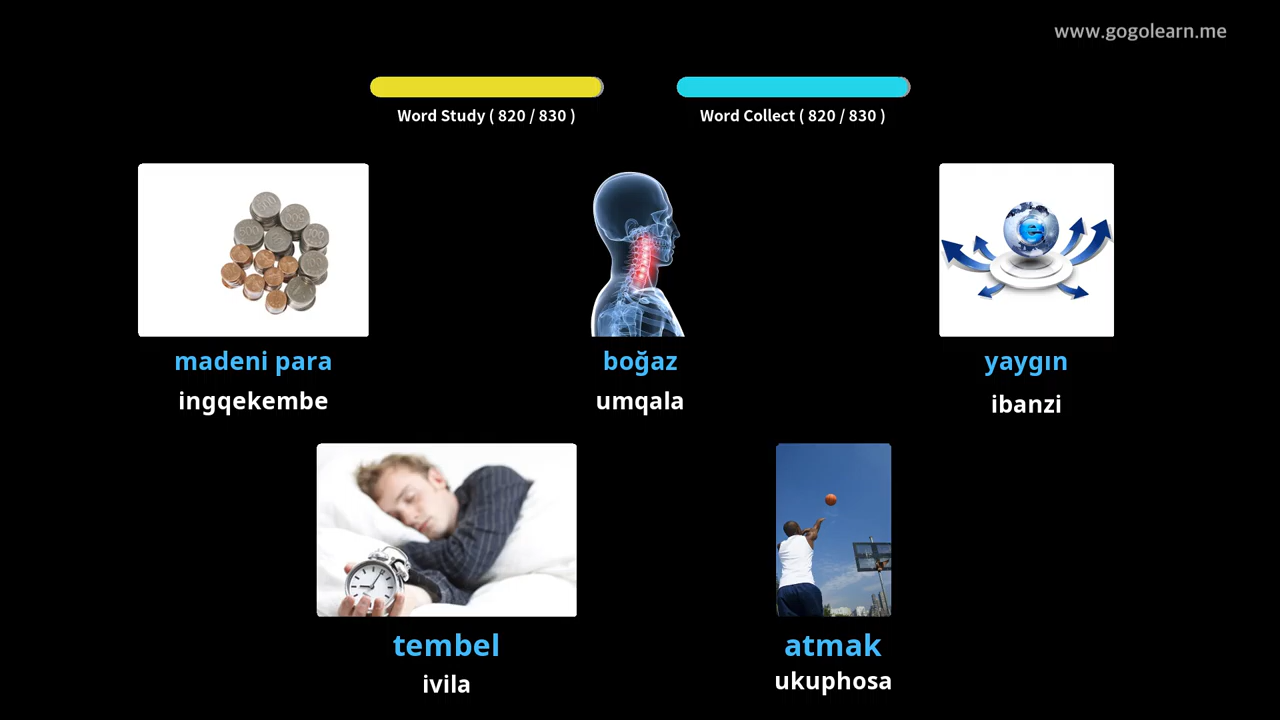 www.gogolearn.me
Word Study ( 820 / 830 )
Word Collect ( 820 / 830 )
madeni para
ingqekembe
boğaz
umqala
yaygın
ibanzi
tembel
ivila
atmak
ukuphosa